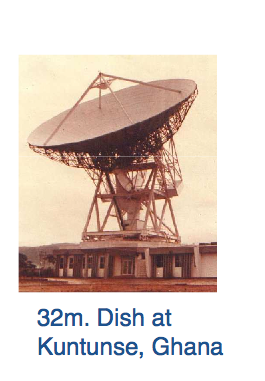 32m. Dish at
Kuntunse, Ghana